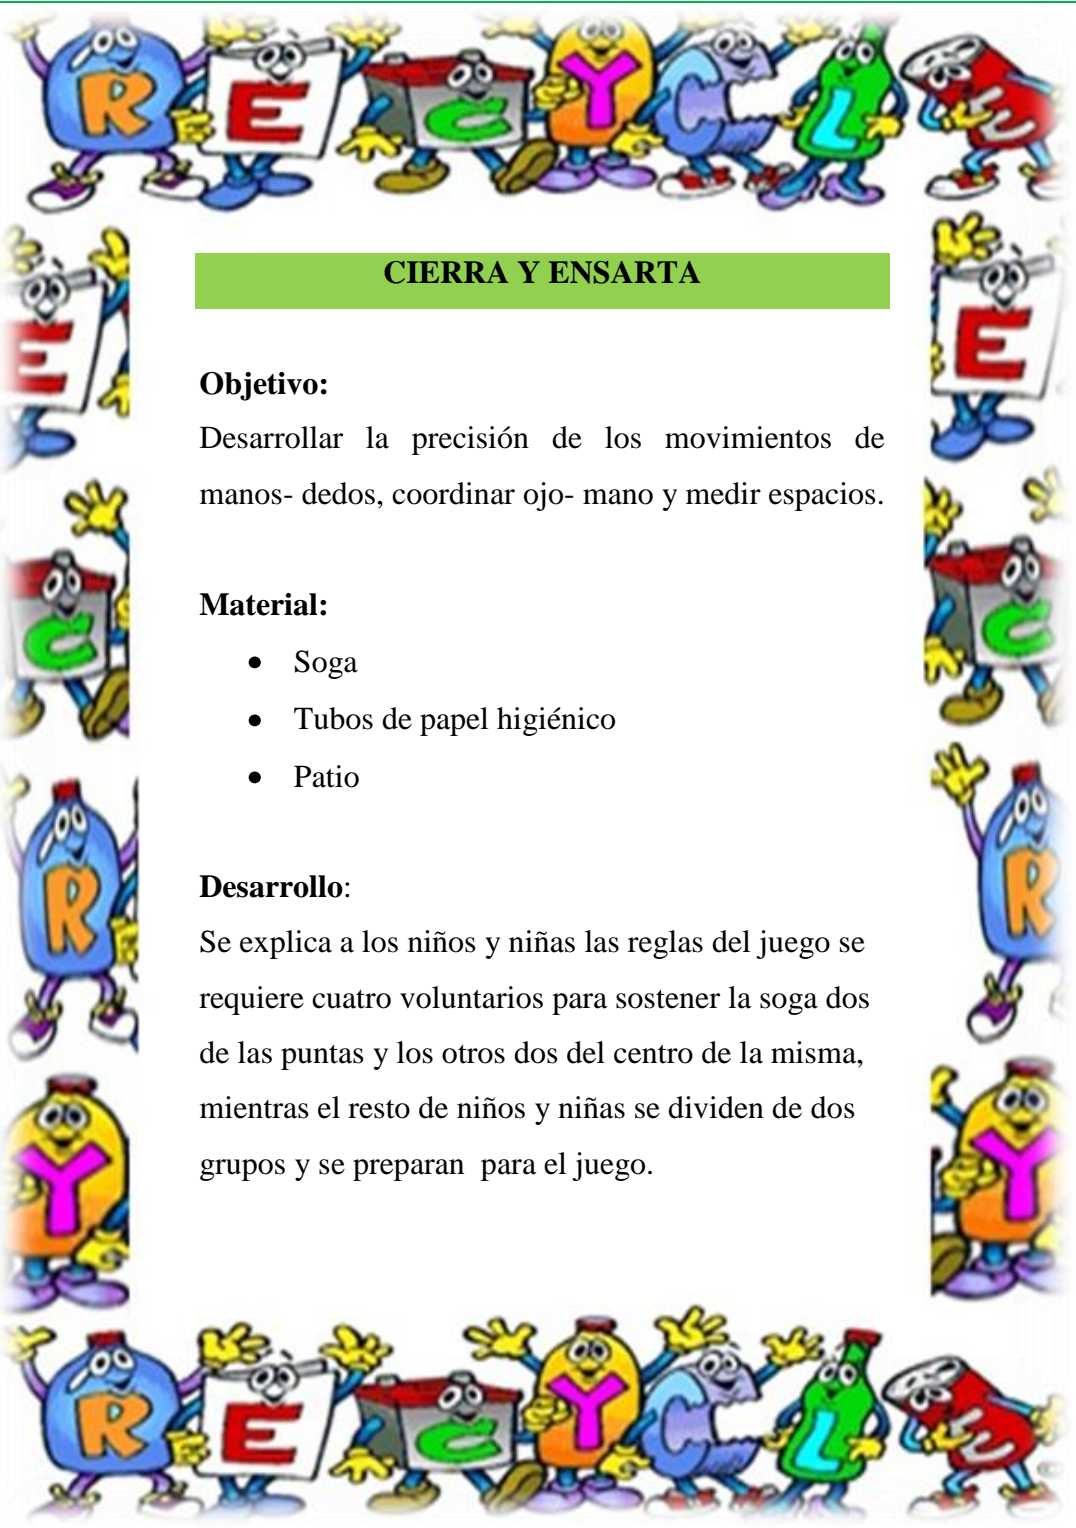 RECYCLE
CIERRA Y ENSARTA
Objetivo:
Desarrollar la precisión de los movimientos de
manos- dedos, coordinar ojo- mano y medir espacios.
Material:
• Soga
• Tubos de papel higiénico
• Patio
Desarrollo:
Se explica a los niños y niñas las reglas del juego se
requiere cuatro voluntarios para sostener la soga dos
de las puntas y los otros dos del centro de la misma,
mientras el resto de niños y niñas se dividen de dos
grupos y se preparan  para el juego.
E
E
C
C
R
R
Y
Y
RECYCLE